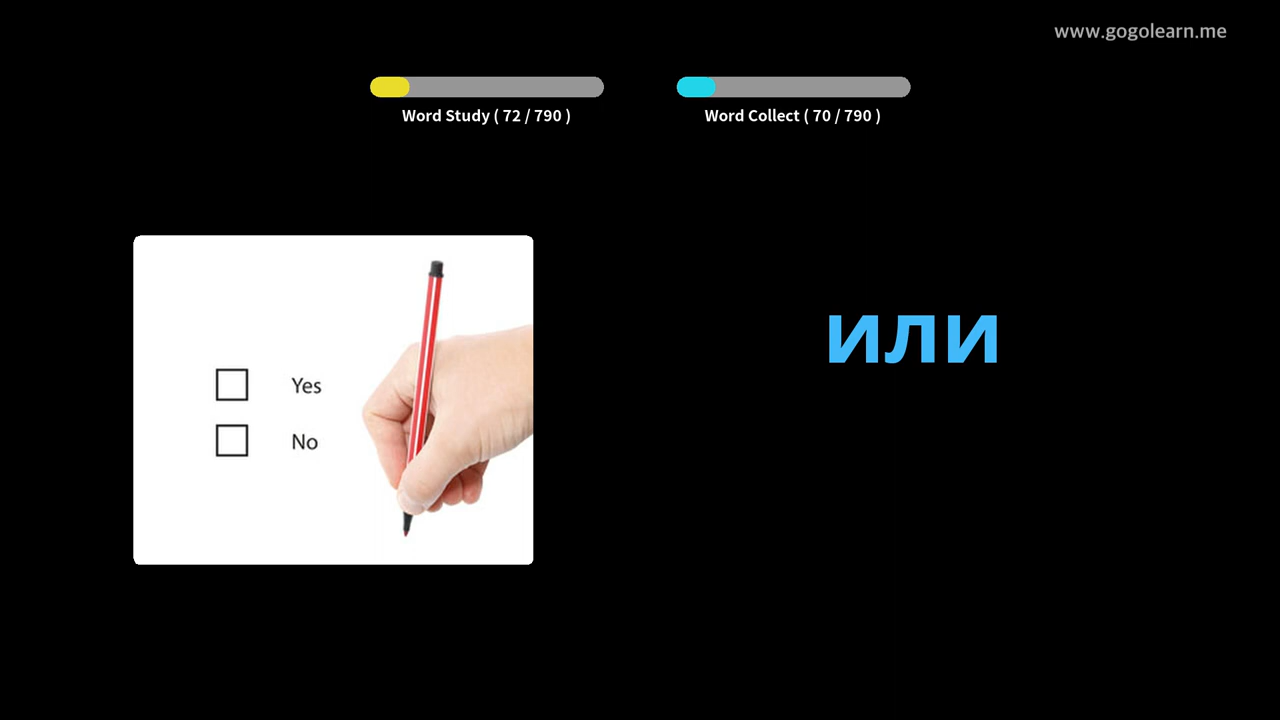 www.gogolearn.me
Word Study ( 72 / 790 )
Word Collect ( 70 / 790 )
Yes
No
или